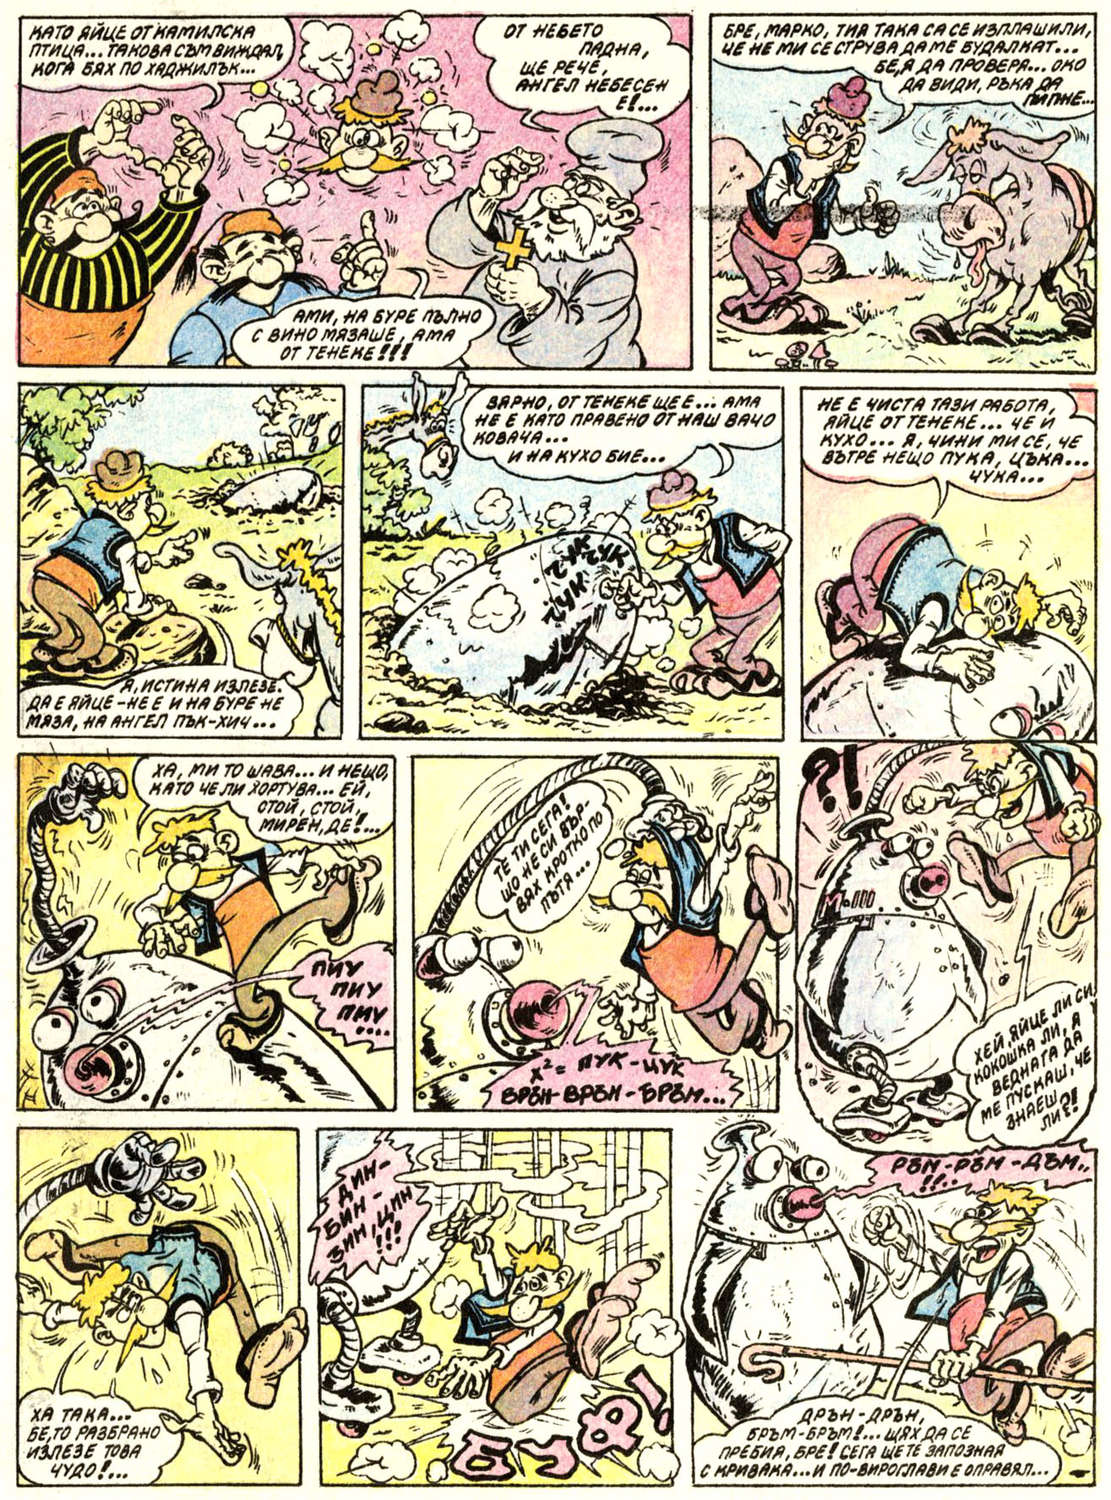 КАТО ЯЙЦЕ ОТ КАМИЛСКА
ПТИЦА... ТАКОВА СЪМ ВИЖДАЛ,
КОГА БЯХ ПО ХАДЖИЛЪК...
ОТ НЕБЕТО
ПАДНА,
ЩЕ РЕЧЕ,
АНГЕЛ НЕБЕСЕН
Е!...
АМИ, НА БУРЕ ПЪЛНО
С ВИНО МЯЗАШЕ, АМА
ОТ ТЕНЕКЕ!!!
БРЕ, МАРКО, ТИЯ ТАКА СА СЕ ИЗПЛАШИЛИ,
ЧЕ НЕ МИ СЕ СТРУВА ДА МЕ БУДАЛКАТ...
БЕ,Я ДА ПРОВЕРЯ... ОКО
ДА ВИДИ, РЪКА ДА
ПИПНЕ...
Я, ИСТИНА ИЗЛЕЗЕ.
ДА Е ЯЙЦЕ-НЕ Е И НА БУРЕ НЕ
МЯЗА, НА АНГЕЛ ПЪК-ХИЧ...
ВЯРНО, ОТ ТЕНЕКЕ ЩЕ Е... АМА
НЕ Е КАТО ПРАВЕНО ОТ НАШ ВАЧО
КОВАЧА...
И НА КУХО БИЕ...
ЧУК
ЧУК
ЧУК
НЕ Е ЧИСТА ТАЗИ РАБОТА,
ЯЙЦЕ ОТ ТЕНЕКЕ... ЧЕ И
КУХО... Я, ЧИНИ МИ СЕ, ЧЕ
ВЪТРЕ НЕЩО ПУКА, ЦЪКА...
ЧУКА...
ХА, МИ ТО ШАВА... И НЕЩО,
КАТО ЧЕ ЛИ ХОРТУВА... ЕЙ,
СТОЙ, СТОЙ,
МИРЕН, ДЕ!...
ПИУ
ПИУ
ПИУ
....
ТЕ ТИ СЕГА!
ЩО НЕ СИ ВЪР-
ВЯХ КРОТКО ПО
ПЪТЯ...
X²= ПУК-ЦУК
ВРЪН-ВРЪН-БРЪМ...
?!
М.III
ХЕЙ, ЯЙЦЕ ЛИ СИ
КОКОШКА ЛИ, Я
ВЕДНАГА ДА
МЕ ПУСКАШ, ЧЕ
ЗНАЕШ
ЛИ?!
ХА ТАКА...
БЕ,ТО РАЗБРАНО
ИЗЛЕЗЕ ТОВА
ЧУДО!...
ДИН-
БИН-
ЗИН,ЦИН
!!!
БУФ!
РЪМ-РЪМ-ДЪМ..
!!..
ДРЪН-ДРЪН,
БРЪМ-БРЪМ!... ЩЯХ ДА СЕ
ПРЕБИЯ, БРЕ! СЕГА ЩЕ ТЕ ЗАПОЗНАЯ
С КРИВАКА...И ПО-ВИРОГЛАВИ Е ОПРАВЯЛ...